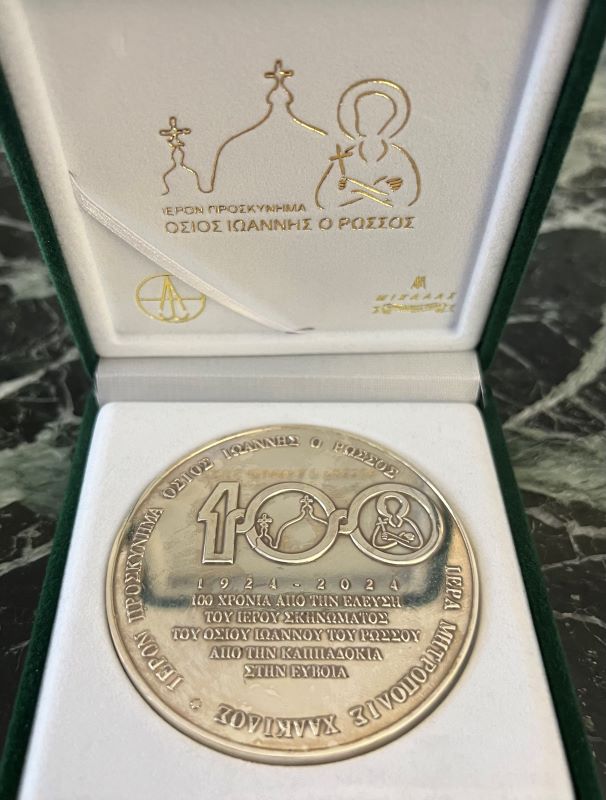 ΙΕΡΟΝ ΠΡΟΣΚΥΝΗΜΑ
ΟΣΙΟΣ ΙΩΑΝΝΗΣ Ο ΡΩΣΣΟΣ
ΜΙΧΑΛΑΣ
ΙΕΡΟΝ ΠΡΟΣΚΥΝΗΜΑ ΟΣΙΟΣ ΙΩΑΝΝΗΣ Ο ΡΩΣΣΟΣ
ΙΕΡΑ ΜΗΤΡΟΠΟΛΙΣ ΧΑΛΚΙΔΟΣ
100
1924-2024
100 ΧΡΟΝΙΑ ΑΠΟ ΤΗΝ ΕΛΕΥΣΗ
ΤΟΥ ΙΕΡΟΥ ΣΚΗΝΩΜΑΤΟΣ
ΤΟΥ ΟΣΙΟΥ ΙΩΑΝΝΟΥ ΤΟΥ ΡΩΣΣΟΥ
ΑΠΟ ΤΗΝ ΚΑΠΠΑΔΟΚΙΑ
ΣΤΗΝ ΕΥΒΟΙΑ